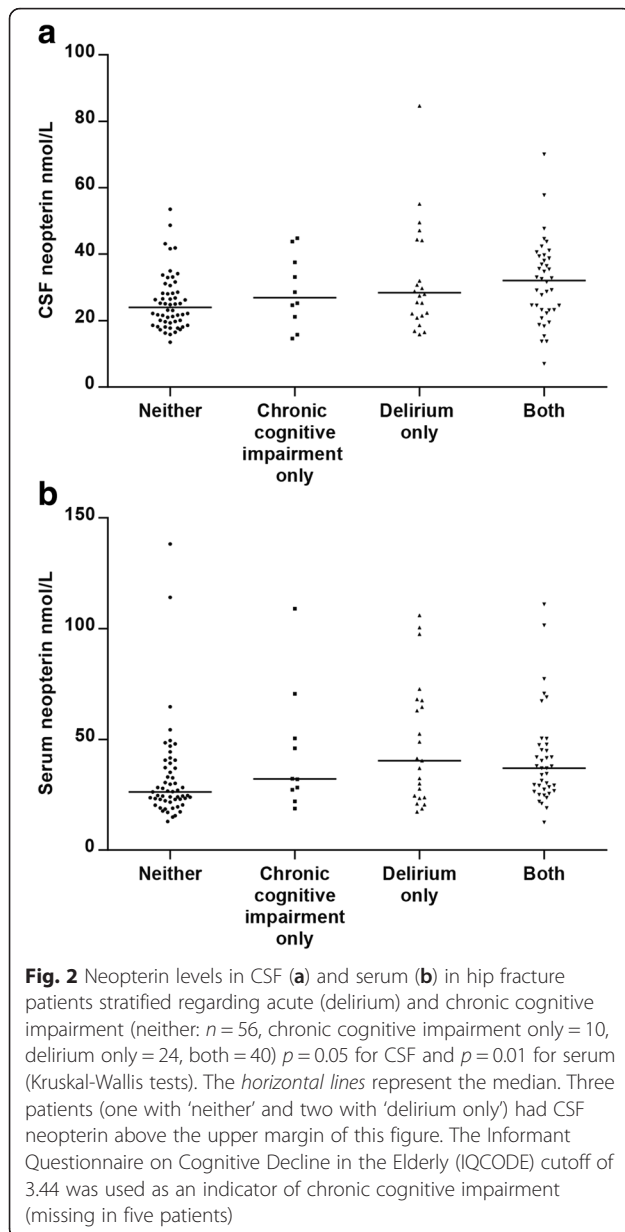 a
100
80
60
40
20
0
CSF neopterin nmol/L
Neither
Chronic
cognitive
impairment
only
Delirium
only
Both
b
150
100
50
0
Serum neopterin nmol/L
Neither
Chronic
cognitive
impairment
only
Delirium
only
Both
Fig. 2 Neopterin levels in CSF (a) and serum (b) in hip fracture
patients stratified regarding acute (delirium) and chronic cognitive
impairment (neither: n = 56, chronic cognitive impairment only = 10,
delirium only = 24, both = 40) p = 0.05 for CSF and p = 0.01 for serum
(Kruskal-Wallis tests). The horizontal lines represent the median. Three
patients (one with ‘neither’ and two with ‘delirium only’) had CSF
neopterin above the upper margin of this figure. The Informant
Questionnaire on Cognitive Decline in the Elderly (IQCODE) cutoff of
3.44 was used as an indicator of chronic cognitive impairment
(missing in five patients)